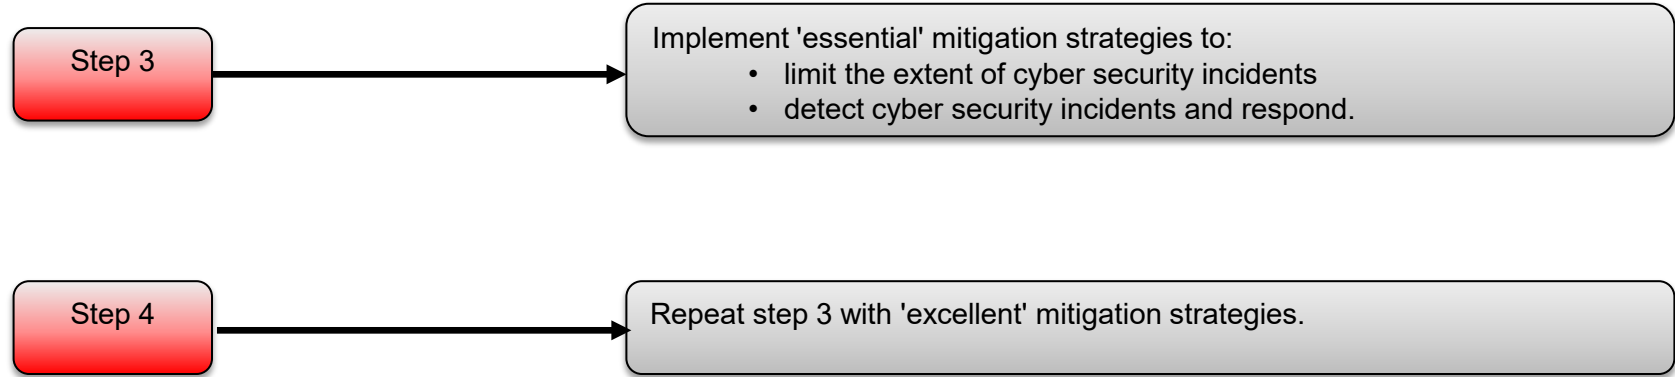 Step 3
Implement 'essential' mitigation strategies to:
• limit the extent of cyber security incidents
• detect cyber security incidents and respond.
Step 4
Repeat step 3 with 'excellent' mitigation strategies.